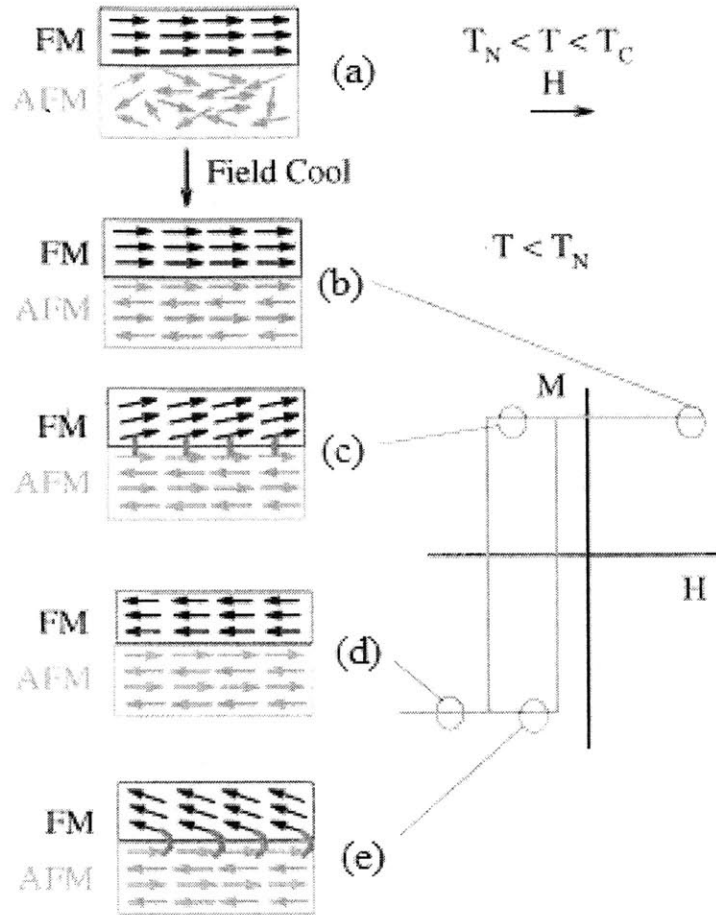 FM
AFM
(a)
T_N < T < T_C
H
Field Cool
FM
AFM
(b)
T < T_N
M
FM
AFM
(c)
H
FM
AFM
(d)
FM
AFM
(e)